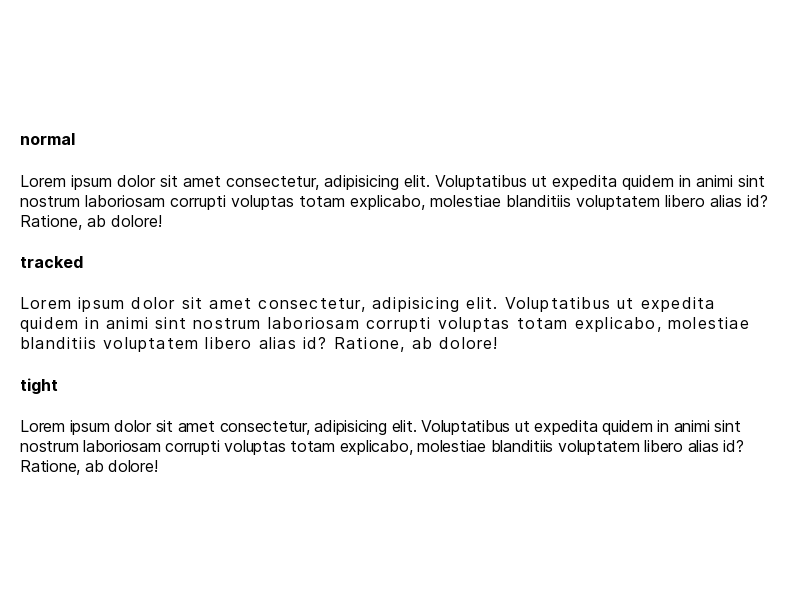 normal
Lorem ipsum dolor sit amet consectetur, adipisicing elit. Voluptatibus ut expedita quidem in animi sint
nostrum laboriosam corrupti voluptas totam explicabo, molestiae blanditiis voluptatem libero alias id?
Ratione, ab dolore!
tracked
Lorem ipsum dolor sit amet consectetur, adipisicing elit. Voluptatibus ut expedita
quidem in animi sint nostrum laboriosam corrupti voluptas totam explicabo, molestiae
blanditiis voluptatem libero alias id? Ratione, ab dolore!
tight
Lorem ipsum dolor sit amet consectetur, adipisicing elit. Voluptatibus ut expedita quidem in animi sint
nostrum laboriosam corrupti voluptas totam explicabo, molestiae blanditiis voluptatem libero alias id?
Ratione, ab dolore!